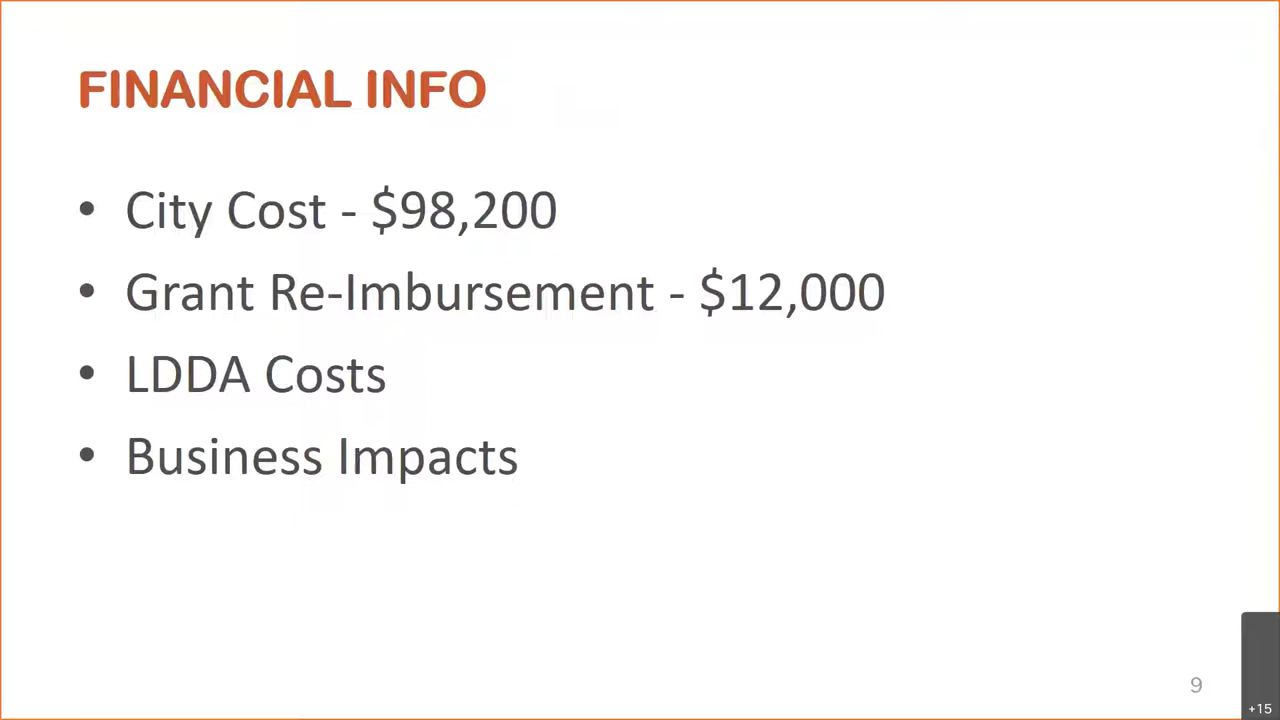 FINANCIAL INFO
• City Cost - $98,200
• Grant Re-Imbursement - $12,000
• LDDA Costs
• Business Impacts
9
+15